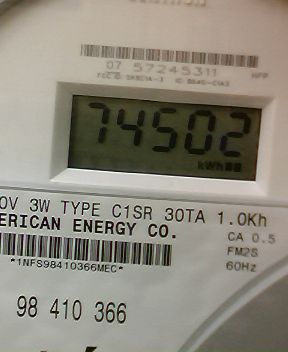 07 57245311
HPP
74502
kWh
0V 3W TYPE C1SR 30TA 1.0Kh
ERICAN ENERGY CO.
CA 0.5
FM2S
60Hz
*1NFS98410366MEC*
98 410 366